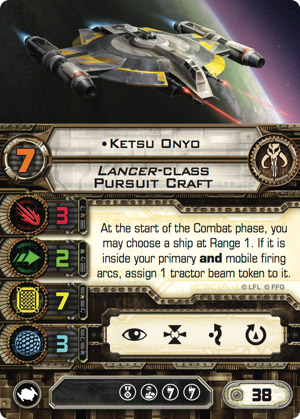 •Ketsu Onyo
7
Lancer-class
Pursuit Craft
3
2
7
3
At the start of the Combat phase, you
may choose a ship at Range 1. If it is
inside your primary and mobile firing
arcs, assign 1 tractor beam token to it.
© LFL © FFG
38